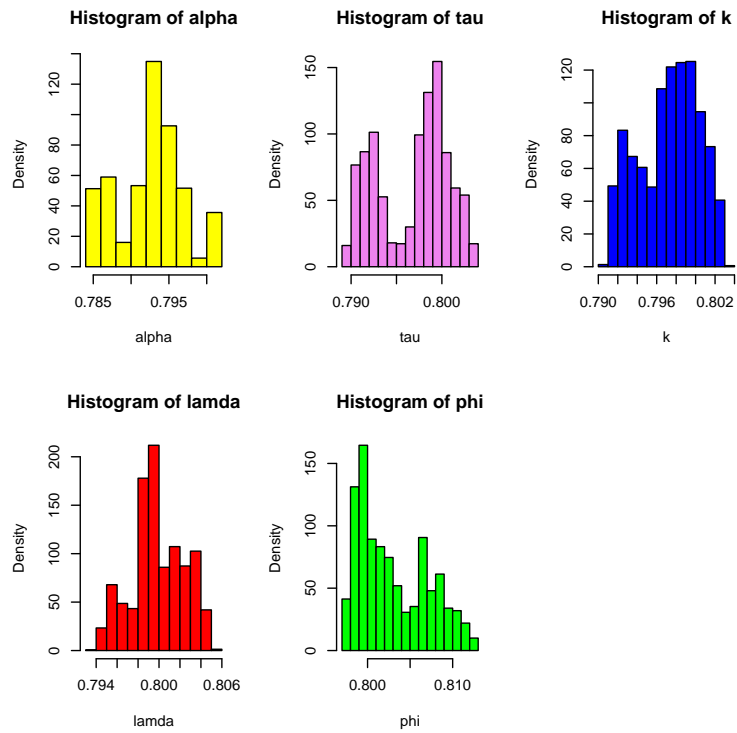 Histogram of alpha
Density
0 20 40 60 80 120
0.785 0.795
alpha
Histogram of tau
Density
0 50 100 150
0.790 0.800
tau
Histogram of k
Density
0 20 40 60 80 120
0.790 0.796 0.802
k
Histogram of lamda
Density
0 50 100 150 200
0.794 0.800 0.806
lamda
Histogram of phi
Density
0 50 100 150
0.800 0.810
phi